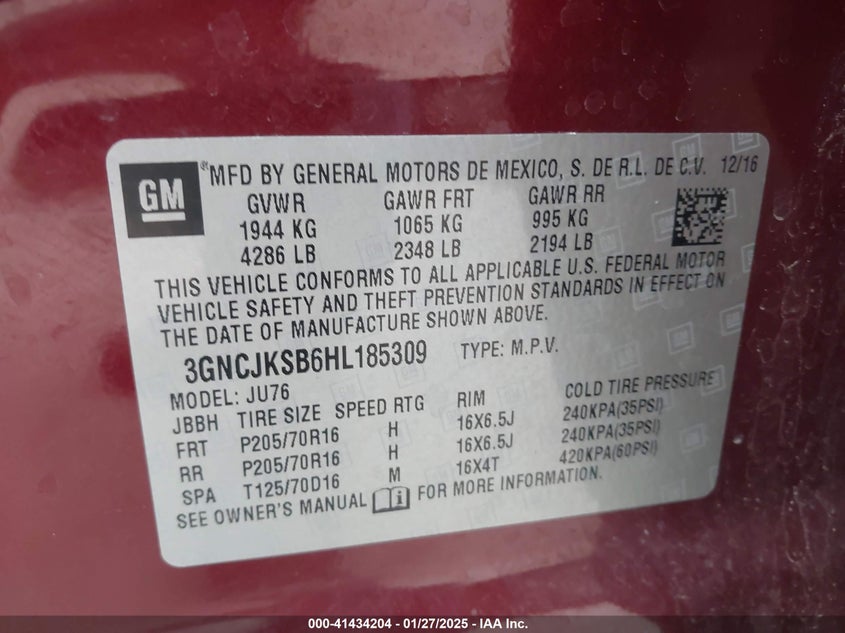 GM
® MFD BY GENERAL MOTORS DE MEXICO, S. DE R.L. DE C.V. 12/16
GVWR GAWR FRT GAWR RR
1944 KG 1065 KG 995 KG
4286 LB 2348 LB 2194 LB
THIS VEHICLE CONFORMS TO ALL APPLICABLE U.S. FEDERAL MOTOR
VEHICLE SAFETY AND THEFT PREVENTION STANDARDS IN EFFECT ON
THE DATE OF MANUFACTURE SHOWN ABOVE.
3GNCJKSB6HL185309 TYPE: M.P.V.
MODEL: JU76
JBBH TIRE SIZE SPEED RTG RIM COLD TIRE PRESSURE
FRT P205/70R16 H 16X6.5J 240KPA(35PSI)
RR P205/70R16 H 16X6.5J 240KPA(35PSI)
SPA T125/70D16 M 16X4T 420KPA(60PSI)
SEE OWNER'S MANUAL FOR MORE INFORMATION.
000-41434204 — 01/27/2025 — IAA Inc.